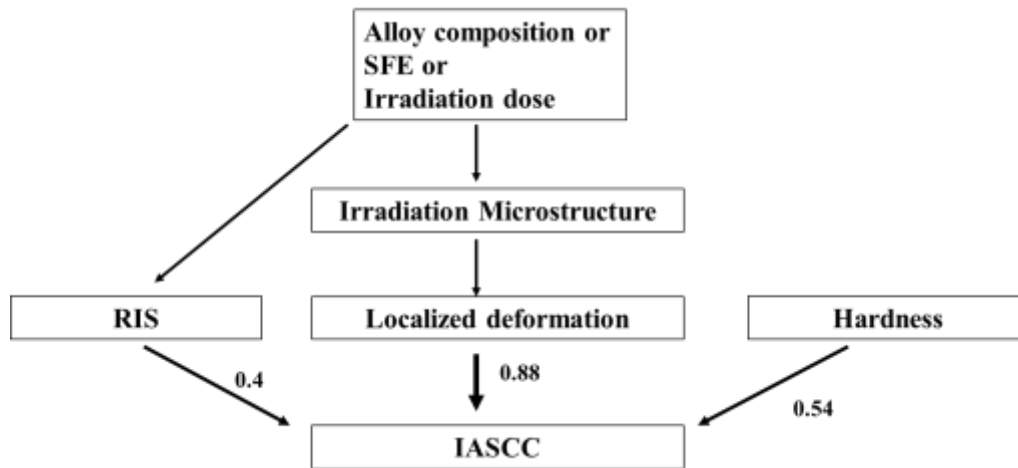 Alloy composition or
SFE or
Irradiation dose
Irradiation Microstructure
RIS
Localized deformation
Hardness
0.4
0.88
0.54
IASCC